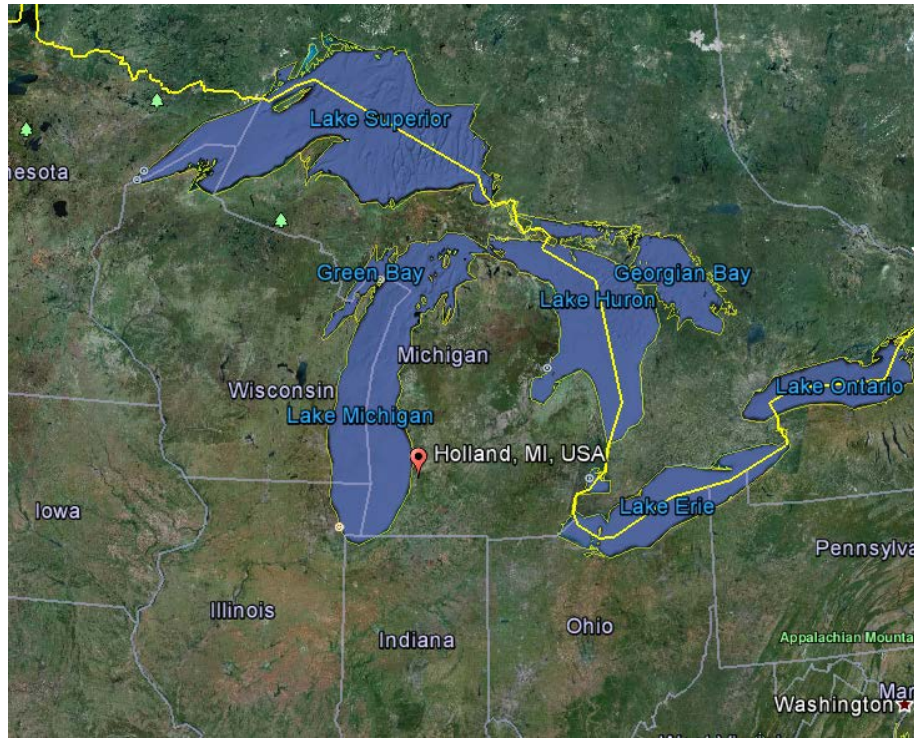 Lake Superior
nesota
Green Bay
Georgian Bay
Lake Huron
Michigan
Wisconsin
Lake Michigan
Lake Ontario
Holland, MI, USA
Iowa
Lake Erie
Pennsylva
Illinois
Indiana
Ohio
Appalachian Mounta
Mar
Washington